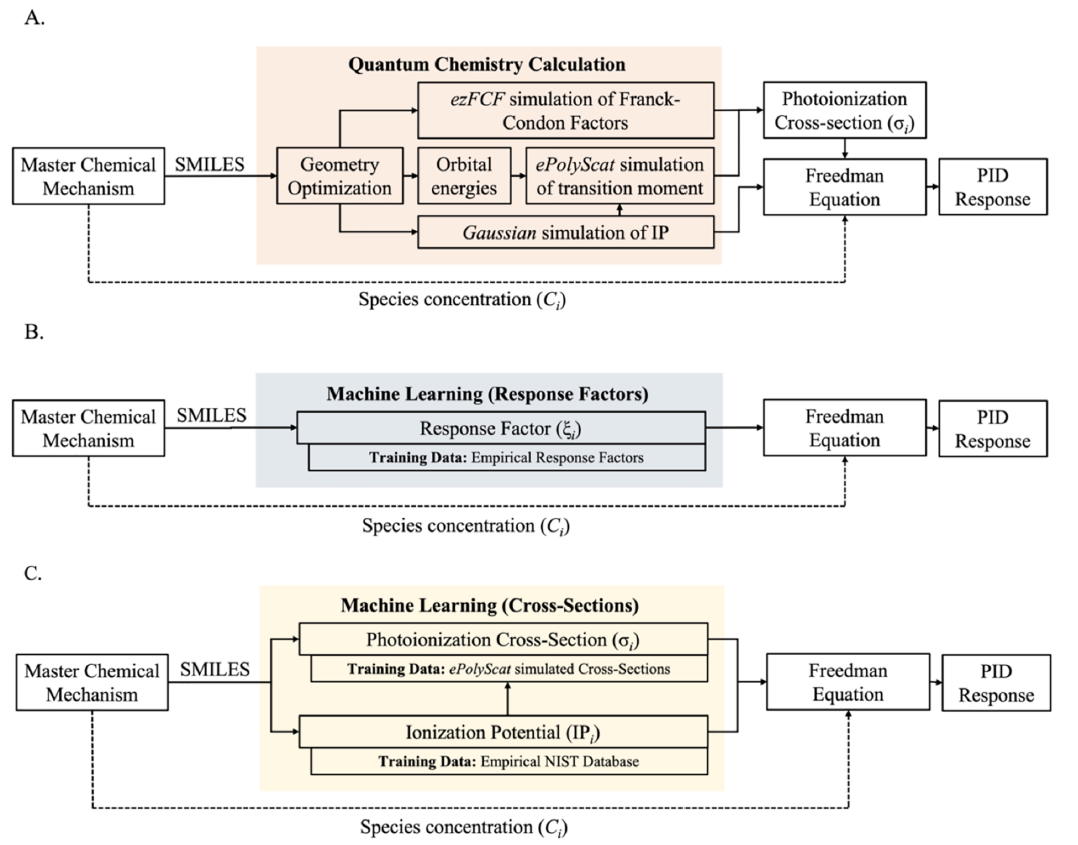 A.
Quantum Chemistry Calculation
ezFCF simulation of Franck-
Condon Factors
Photoionization
Cross-section (σi)
Master Chemical
Mechanism
SMILES
Geometry
Optimization
Orbital
energies
ePolyScat simulation
of transition moment
Freedman
Equation
PID
Response
Gaussian simulation of IP
Species concentration (Ci)
B.
Machine Learning (Response Factors)
Master Chemical
Mechanism
SMILES
Response Factor (ξi)
Training Data: Empirical Response Factors
Freedman
Equation
PID
Response
Species concentration (Ci)
C.
Machine Learning (Cross-Sections)
Photoionization Cross-Section (σi)
Training Data: ePolyScat simulated Cross-Sections
Master Chemical
Mechanism
SMILES
Freedman
Equation
PID
Response
Ionization Potential (IPi)
Training Data: Empirical NIST Database
Species concentration (Ci)